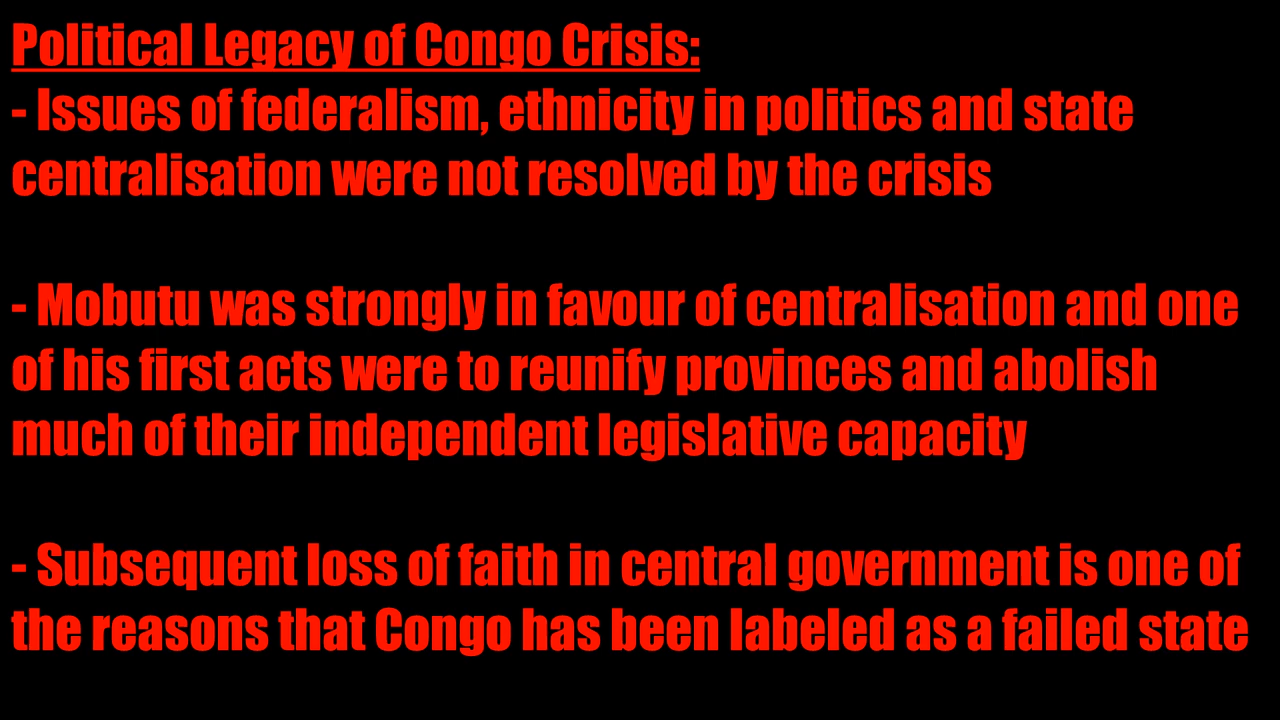 Political Legacy of Congo Crisis:
- Issues of federalism, ethnicity in politics and state
centralisation were not resolved by the crisis
- Mobutu was strongly in favour of centralisation and one
of his first acts were to reunify provinces and abolish
much of their independent legislative capacity
- Subsequent loss of faith in central government is one of
the reasons that Congo has been labeled as a failed state